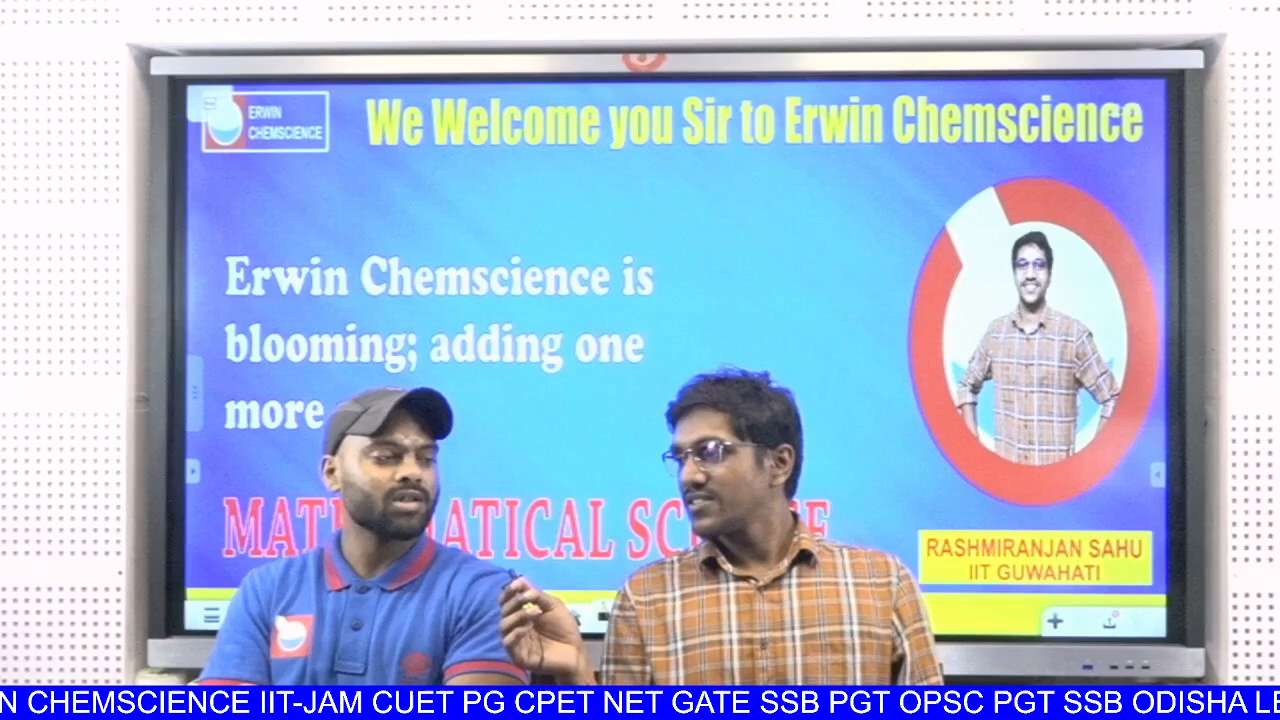 ERWIN
CHEMSCIENCE
We Welcome you Sir to Erwin Chemscience
Erwin Chemscience is
blooming; adding one
more
RASHMIRANJAN SAHU
IIT GUWAHATI
CHEMSCIENCE IIT-JAM CUET PG CPET NET GATE SSB PGT OPSC PGT SSB ODISHA